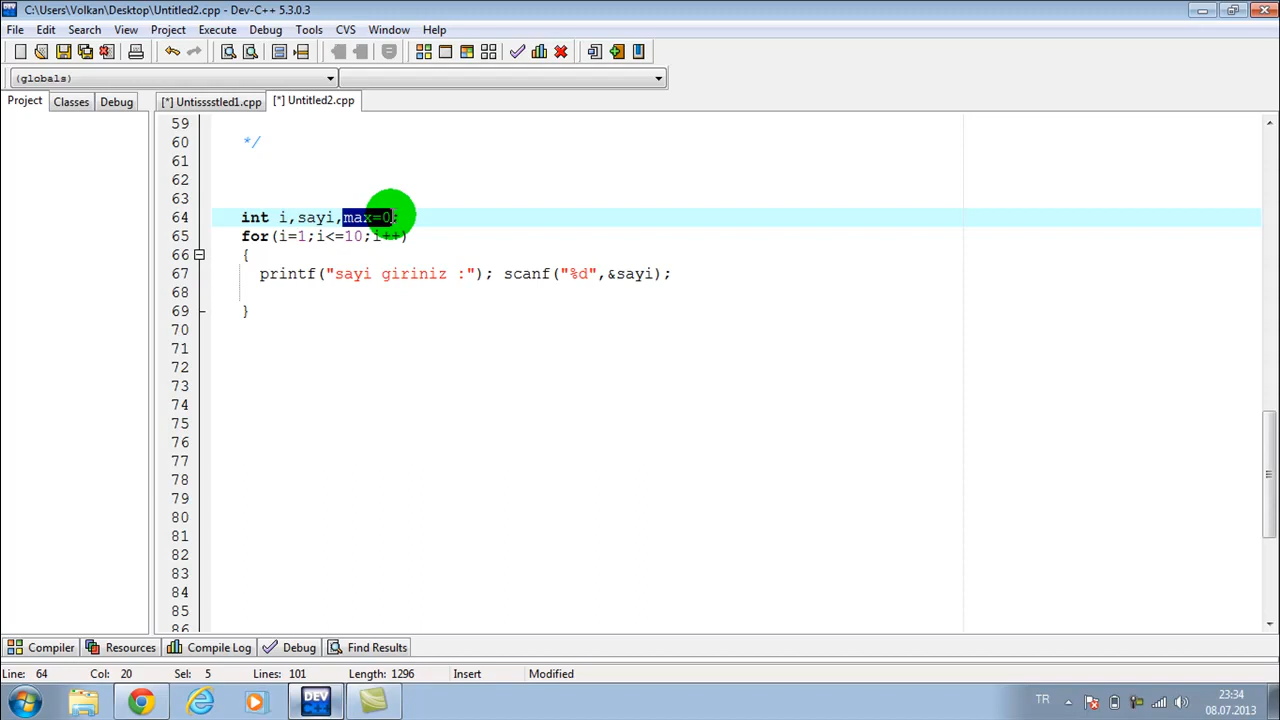 C:\Users\Volkan\Desktop\Untitled2.cpp - Dev-C++ 5.3.0.3
File Edit Search View Project Execute Debug Tools CVS Window Help
(globals)
Project Classes Debug [*] Untisssstled1.cpp [*] Untitled2.cpp
59
60 */
61
62
63
64 int i,sayi,max=0;
65 for(i=1;i<=10;i++)
66 {
67 printf("sayi giriniz :"); scanf("%d",&sayi);
68
69 }
70
71
72
73
74
75
76
77
78
79
80
81
82
83
84
85
86
Compiler Resources Compile Log Debug Find Results
Line: 64 Col: 20 Sel: 5 Lines: 101 Length: 1296 Insert Modified
DEV C++ TR 23:34
08.07.2013